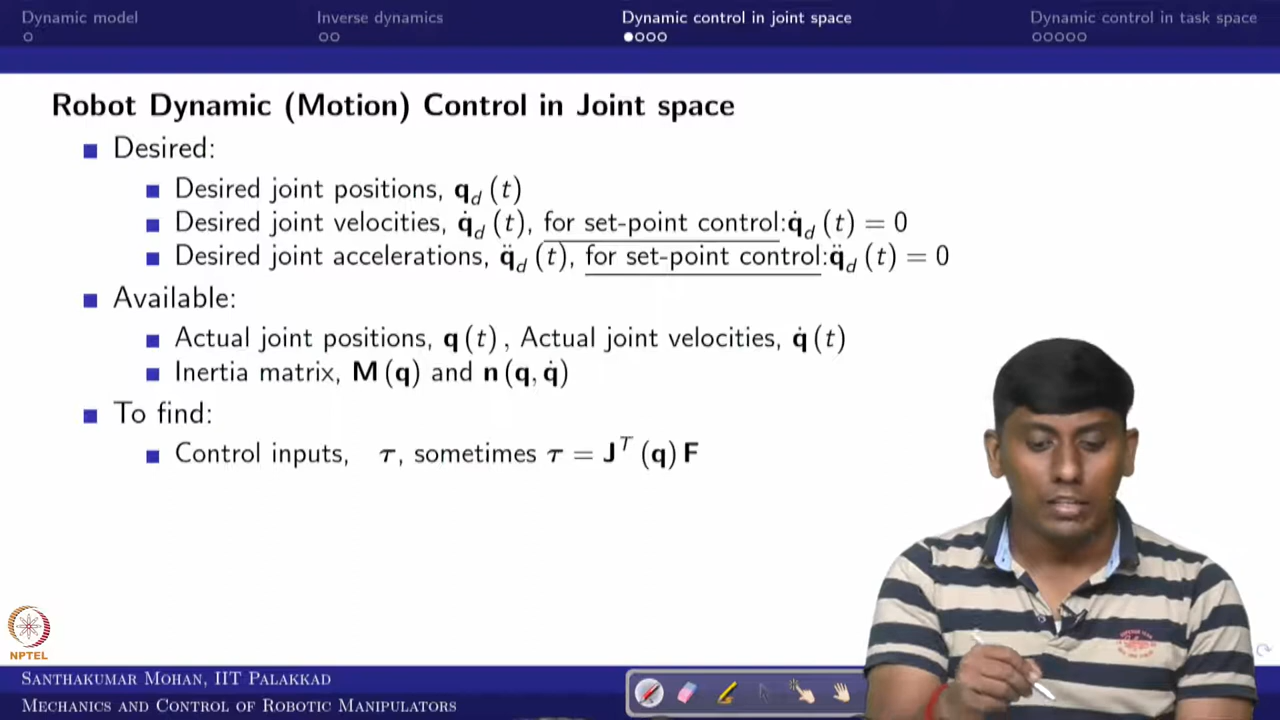 Dynamic model Inverse dynamics Dynamic control in joint space Dynamic control in task space
Robot Dynamic (Motion) Control in Joint space
Desired:
Desired joint positions, q_d (t)
Desired joint velocities, q̇_d (t), for set-point control:q̇_d (t) = 0
Desired joint accelerations, q̈_d (t), for set-point control:q̈_d (t) = 0
Available:
Actual joint positions, q (t) , Actual joint velocities, q̇ (t)
Inertia matrix, M (q) and n (q, q̇)
To find:
Control inputs, τ, sometimes τ = J^T (q) F
NPTEL
Santhakumar Mohan, IIT Palakkad
Mechanics and Control of Robotic Manipulators